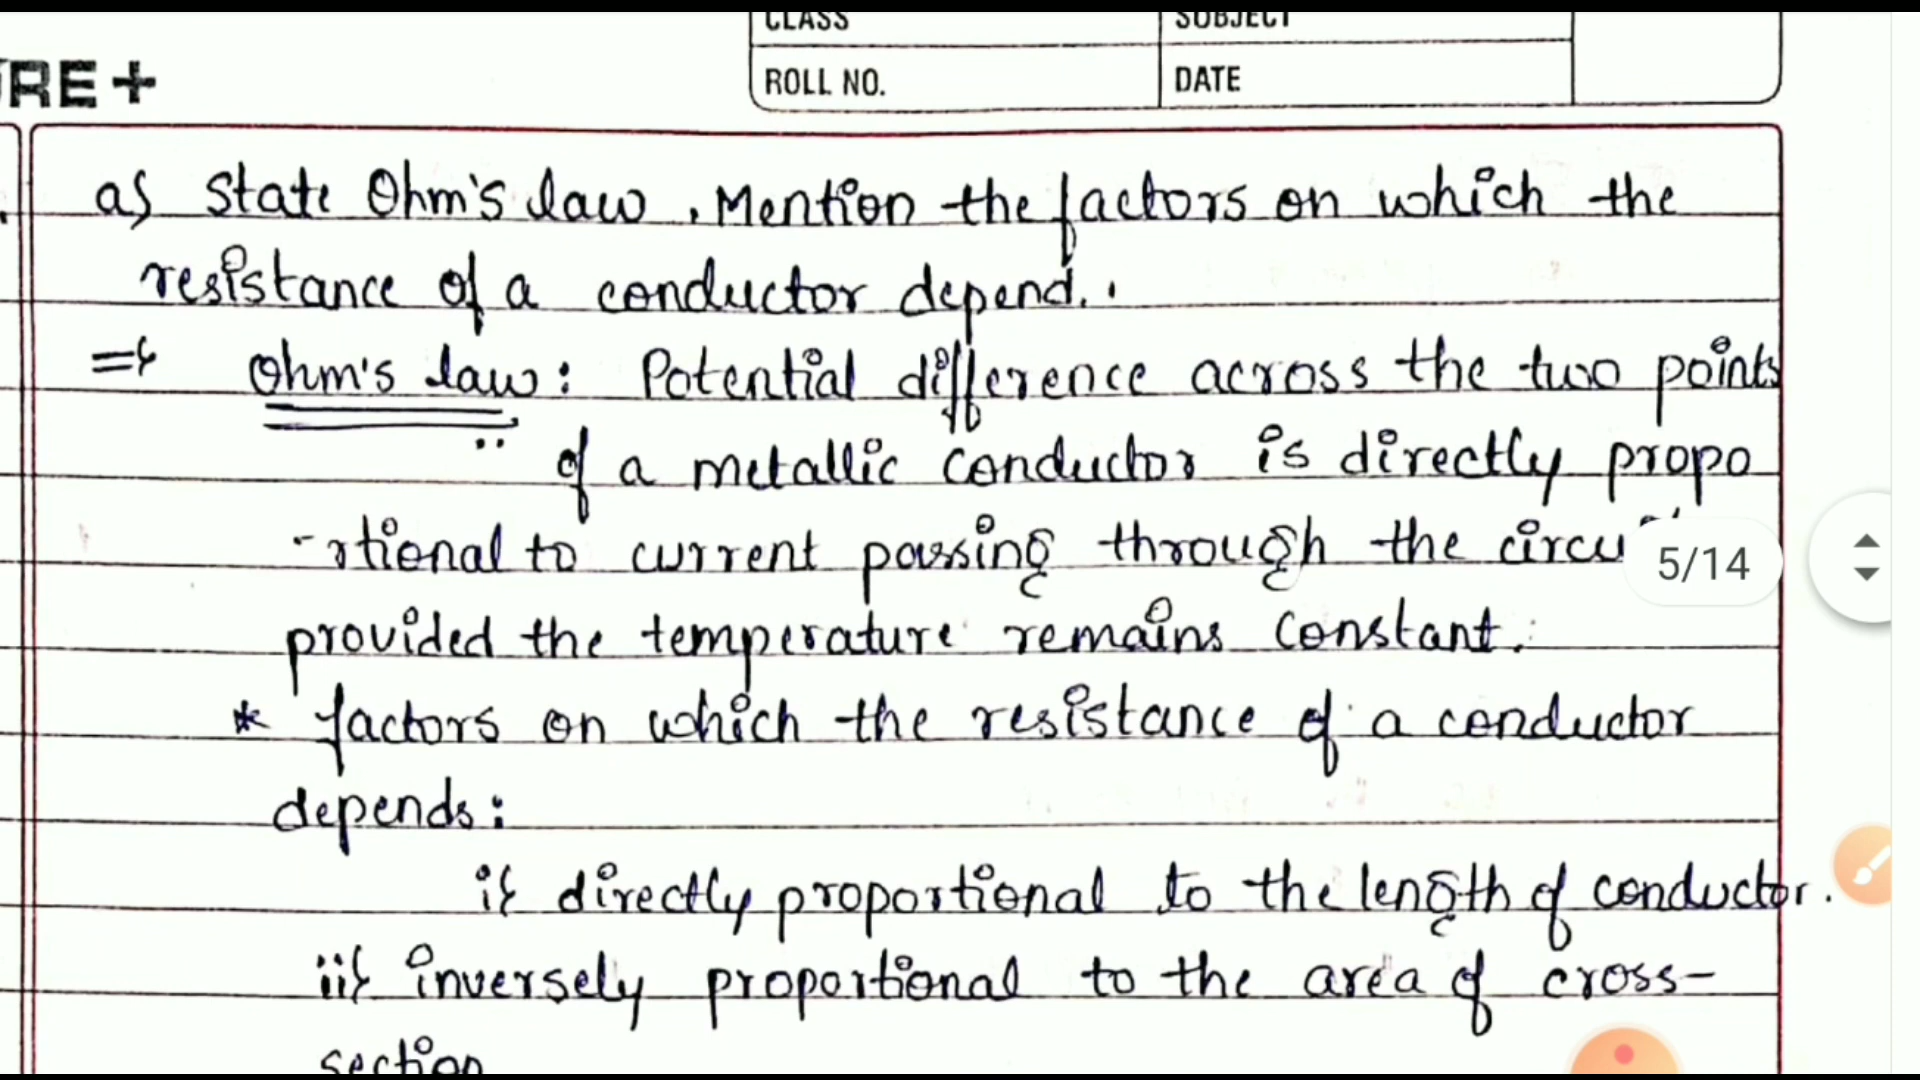 CLASS SUBJECT
RE+
ROLL NO. DATE
a) State Ohm's law. Mention the factors on which the
resistance of a conductor depend.
=> Ohm's law: Potential difference across the two points
of a metallic conductor is directly propo
-rtional to current passing through the
provided the temperature remains constant.
* factors on which the resistance of a conductor
depends:
i) directly proportional to the length of conductor.
ii) inversely proportional to the area of cross-
section
5/14